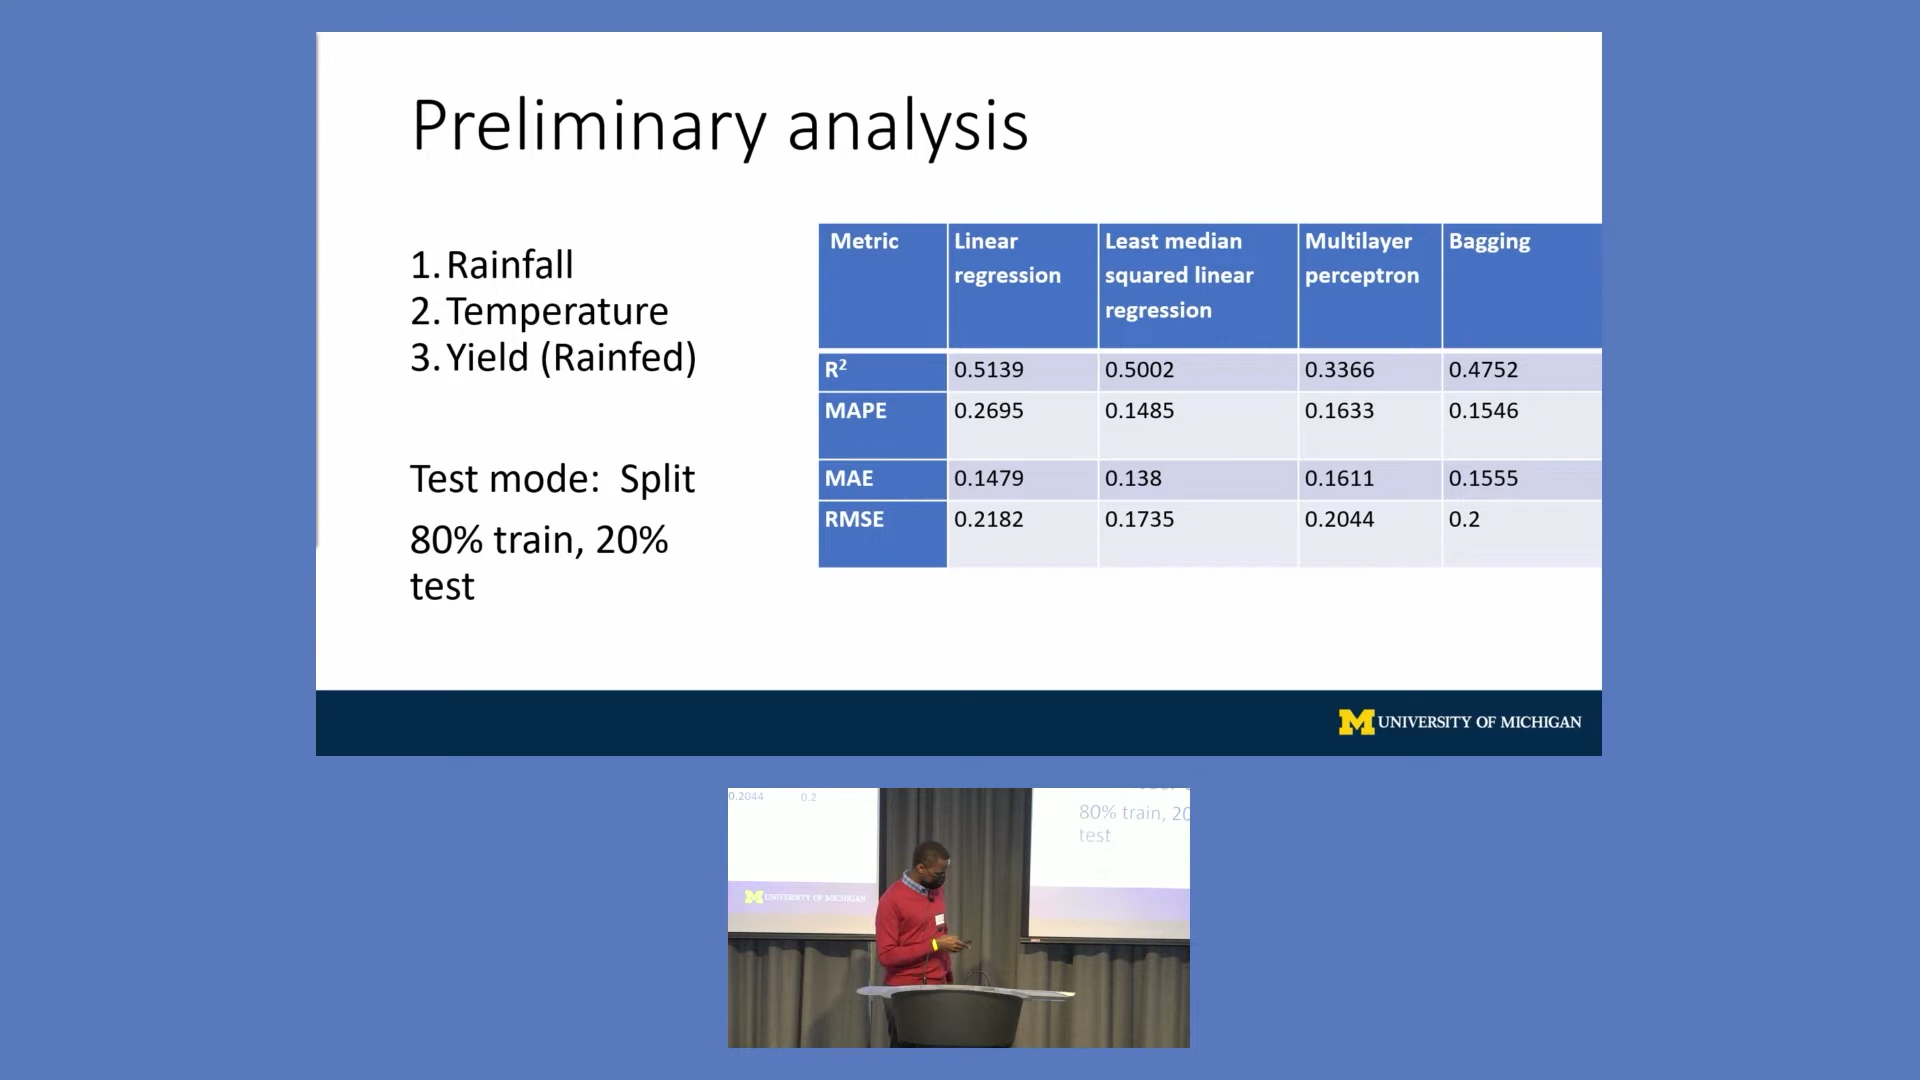 Preliminary analysis
1. Rainfall
2. Temperature
3. Yield (Rainfed)
Test mode: Split
80% train, 20%
test
Metric Linear regression Least median squared linear regression Multilayer perceptron Bagging
R² 0.5139 0.5002 0.3366 0.4752
MAPE 0.2695 0.1485 0.1633 0.1546
MAE 0.1479 0.138 0.1611 0.1555
RMSE 0.2182 0.1735 0.2044 0.2
M UNIVERSITY OF MICHIGAN
0.2044 0.2
M UNIVERSITY OF MICHIGAN
80% train, 20
test